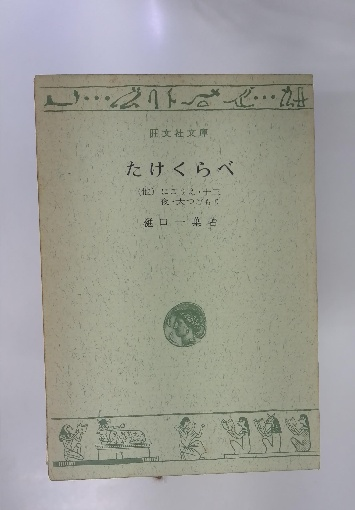 旺文社文庫
たけくらべ
(他) にごりえ・十三
夜・大つごもり
樋口一葉著